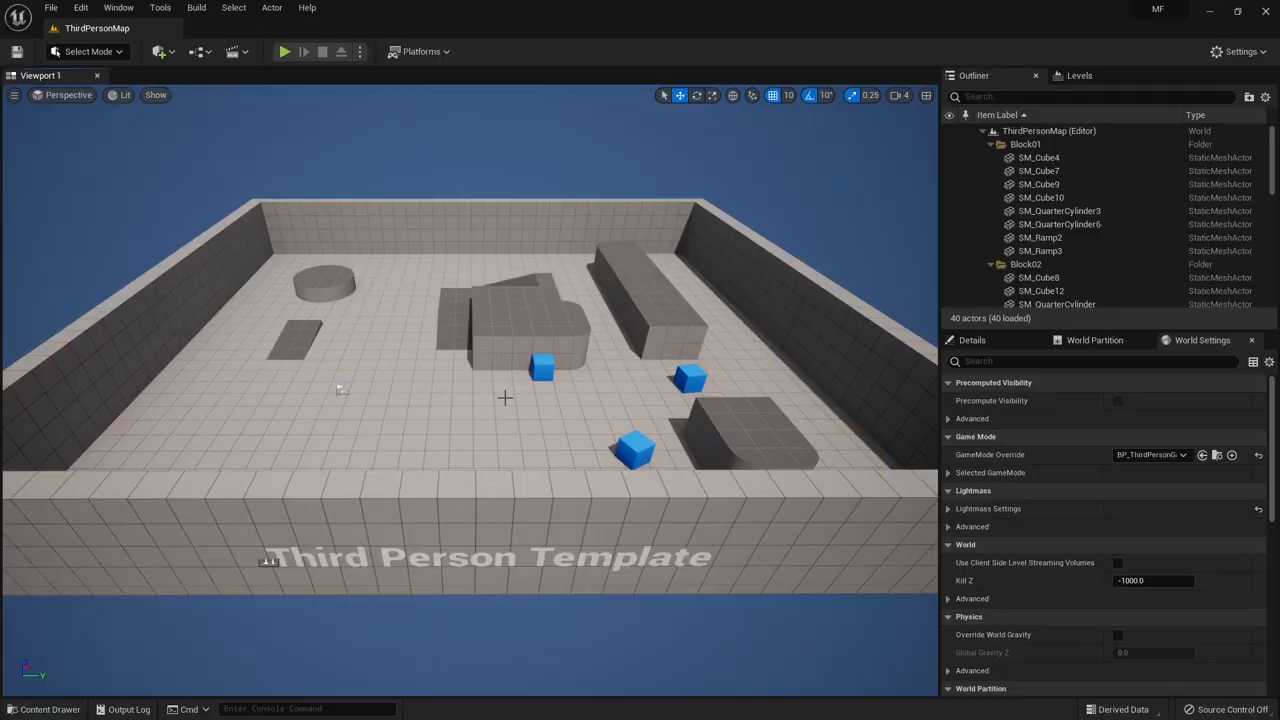 File Edit Window Tools Build Select Actor Help MF
ThirdPersonMap
Select Mode Platforms Settings
Viewport 1
Perspective Lit Show 10 10° 0.25 4
Outliner Levels
Search...
Item Label Type
ThirdPersonMap (Editor) World
Block01 Folder
SM_Cube4 StaticMeshActor
SM_Cube7 StaticMeshActor
SM_Cube9 StaticMeshActor
SM_Cube10 StaticMeshActor
SM_QuarterCylinder3 StaticMeshActor
SM_QuarterCylinder6 StaticMeshActor
SM_Ramp2 StaticMeshActor
SM_Ramp3 StaticMeshActor
Block02 Folder
SM_Cube8 StaticMeshActor
SM_Cube12 StaticMeshActor
SM_QuarterCylinder StaticMeshActor
40 actors (40 loaded)
Details World Partition World Settings
Search
Precomputed Visibility
Precompute Visibility
Advanced
Game Mode
GameMode Override BP_ThirdPersonG
Selected GameMode
Lightmass
Lightmass Settings
Advanced
World
Use Client Side Level Streaming Volumes
Kill Z -1000.0
Advanced
Physics
Override World Gravity
Global Gravity Z 0.0
Advanced
World Partition
Third Person Template
Z
Y
Content Drawer Output Log Cmd Enter Console Command Derived Data Source Control Off